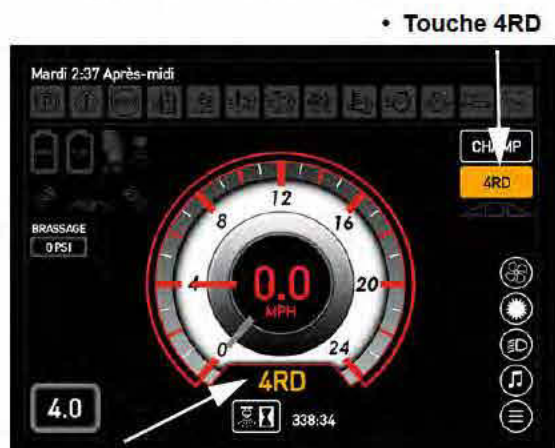 • Touche 4RD
Mardi 2:37 Après-midi
CHAMP
4RD
BRASSAGE
0 PSI
0
4
8
12
16
20
24
0.0
MPH
4RD
4.0
338:34